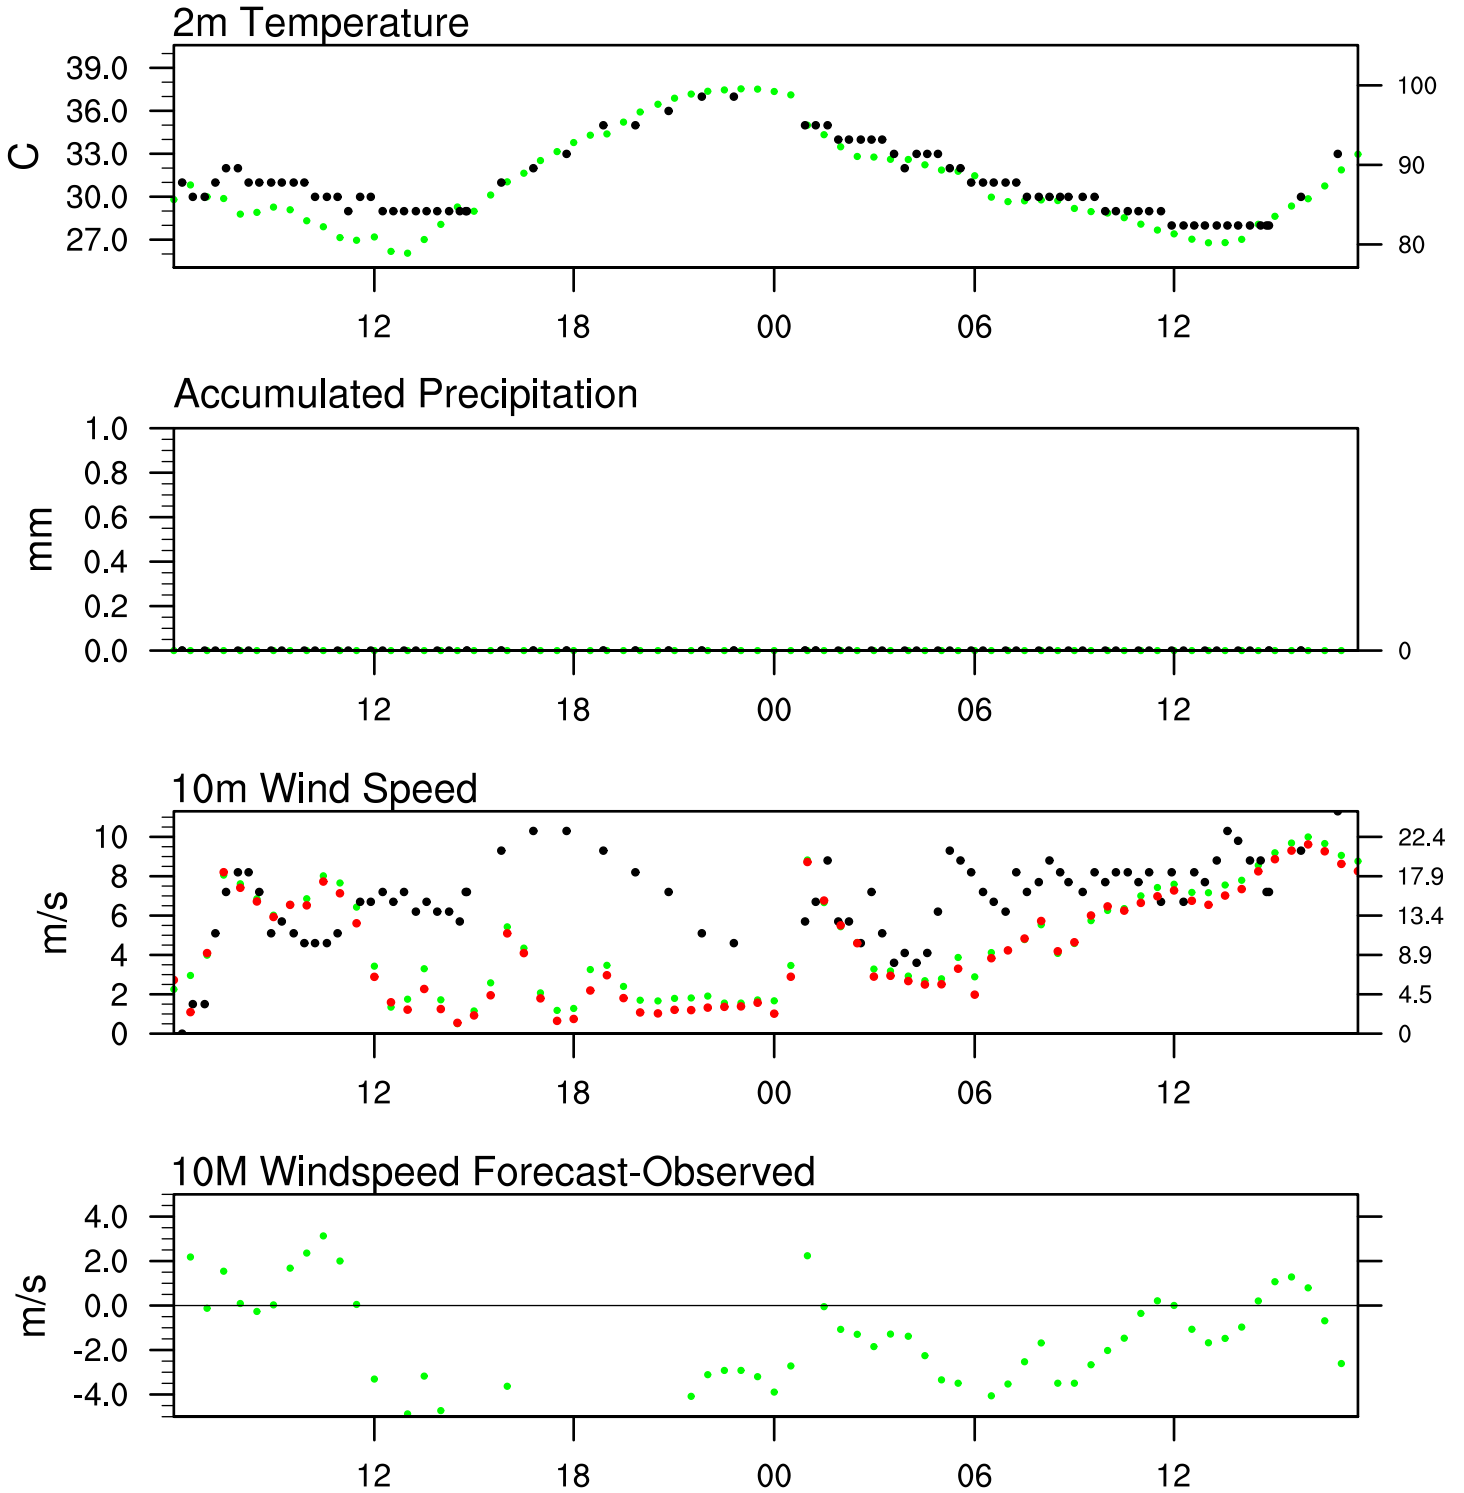 2m Temperature
39.0
36.0
33.0
30.0
27.0
C
100
90
80
12 18 00 06 12
Accumulated Precipitation
1.0
0.8
0.6
0.4
0.2
0.0
mm
0
12 18 00 06 12
10m Wind Speed
10
8
6
4
2
0
m/s
22.4
17.9
13.4
8.9
4.5
0
12 18 00 06 12
10M Windspeed Forecast-Observed
4.0
2.0
0.0
-2.0
-4.0
m/s
12 18 00 06 12